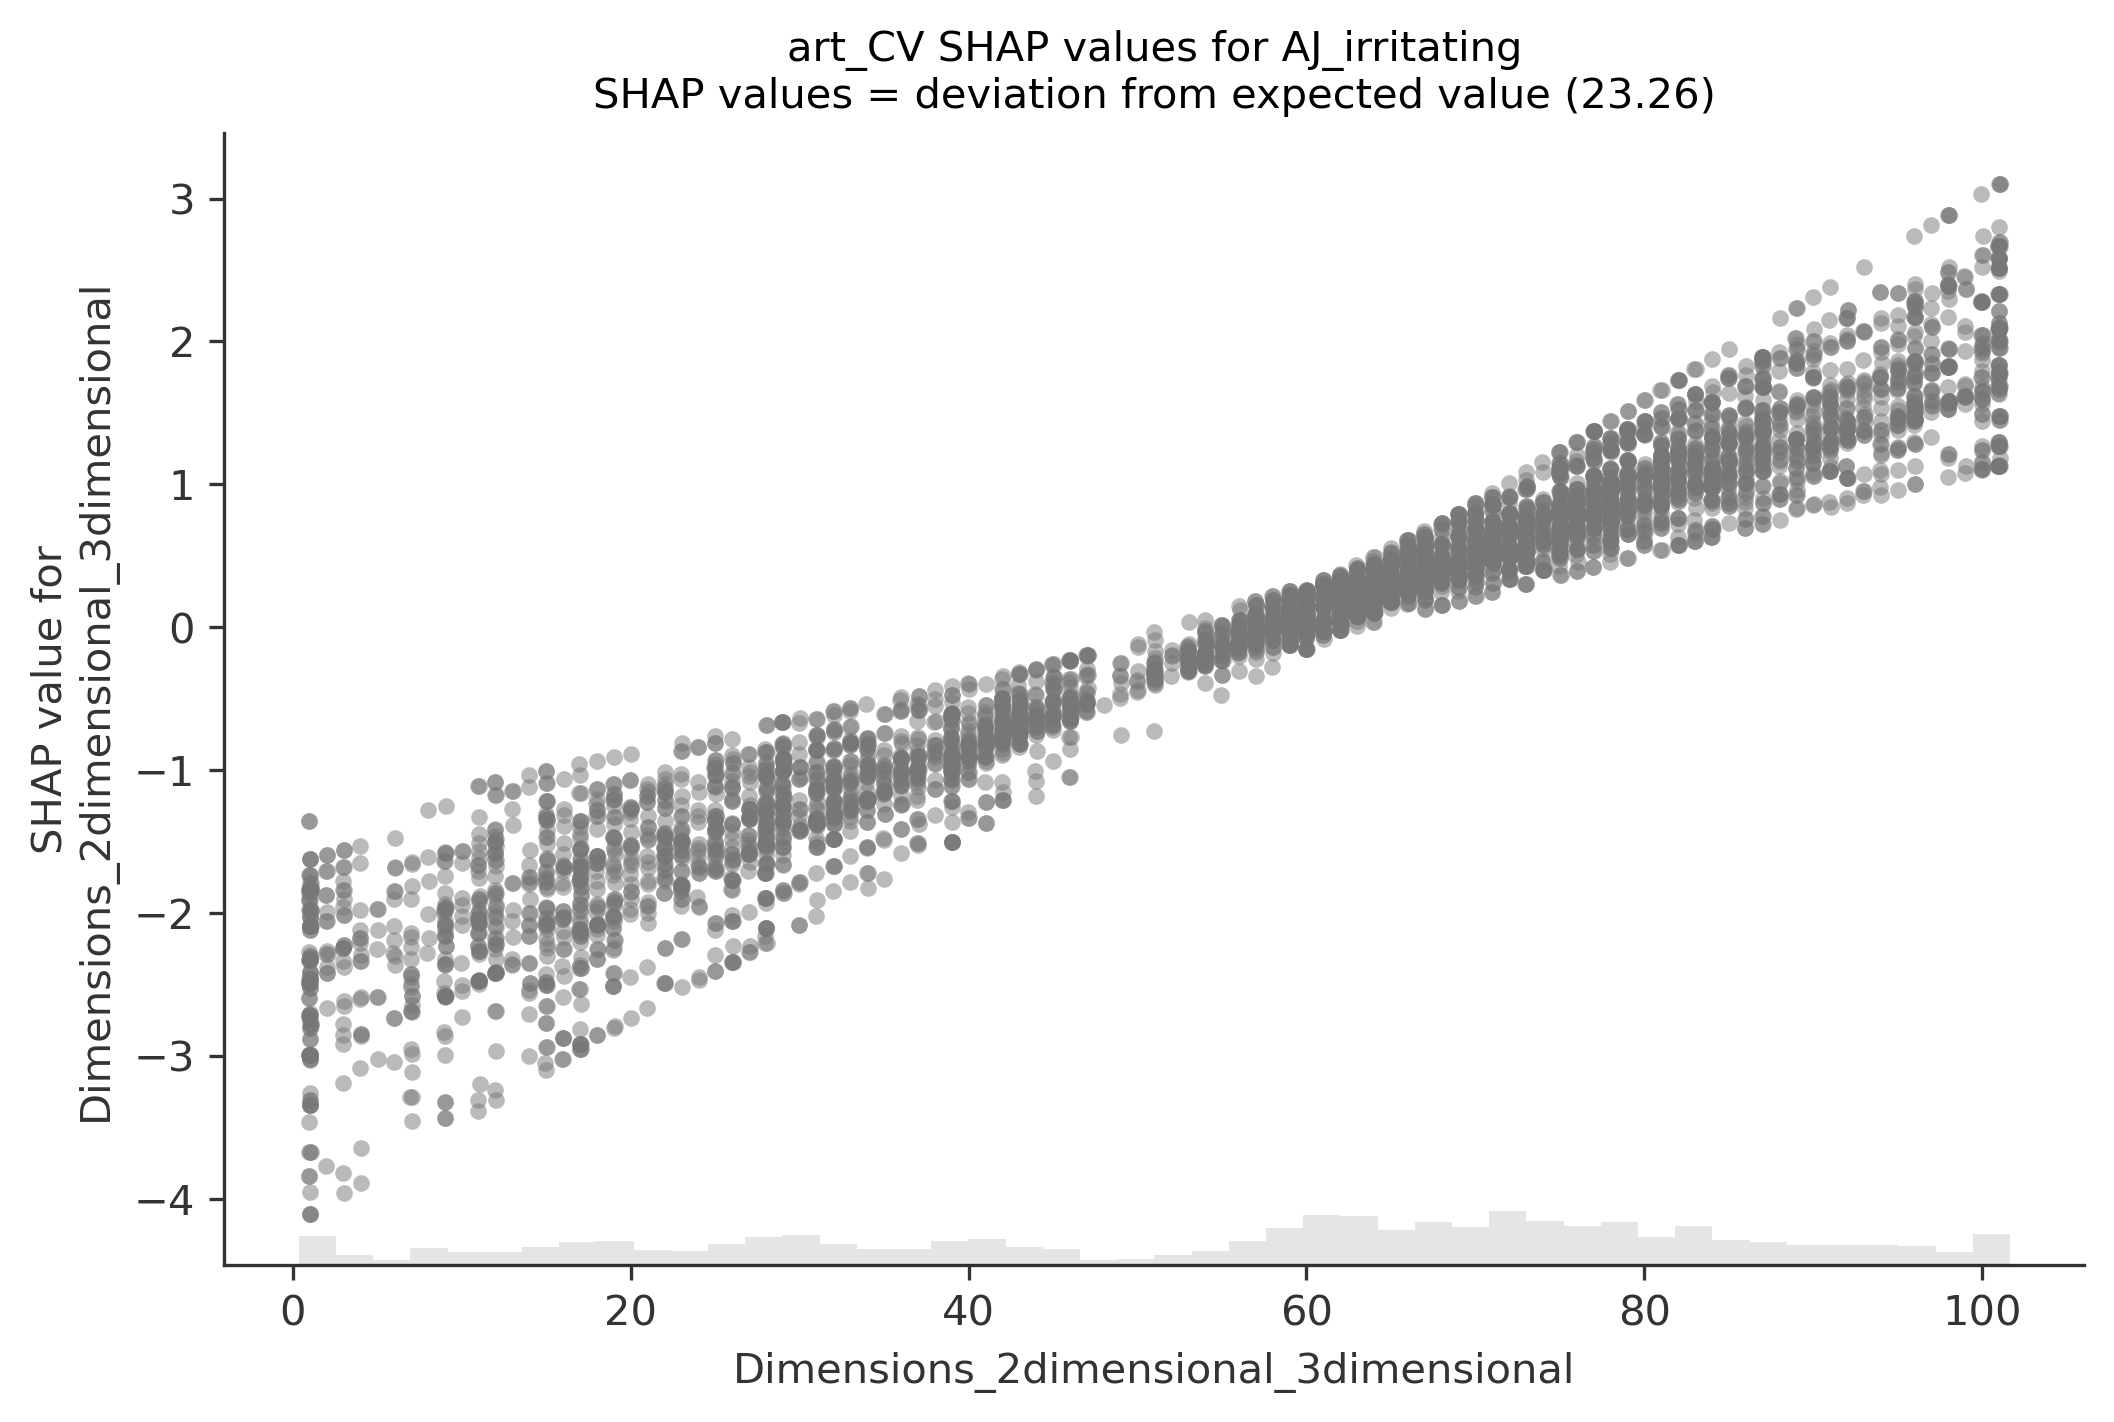 art_CV SHAP values for AJ_irritating
SHAP values = deviation from expected value (23.26)
SHAP value for
Dimensions_2dimensional_3dimensional
3
2
1
0
−1
−2
−3
−4
0
20
40
60
80
100
Dimensions_2dimensional_3dimensional